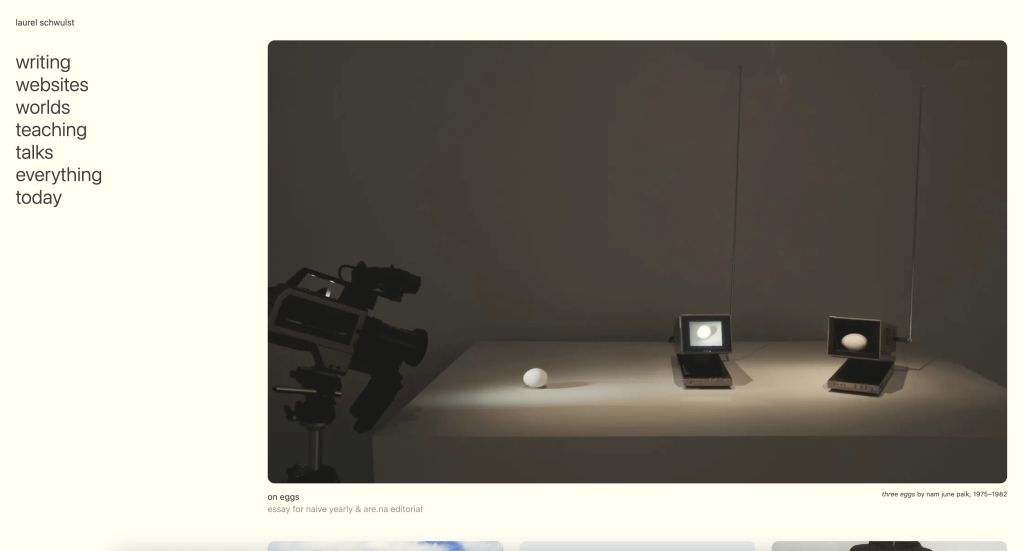 laurel schwulst
writing
websites
worlds
teaching
talks
everything
today
on eggs
essay for naive yearly & are.na editorial
three eggs by nam june paik, 1975–1982